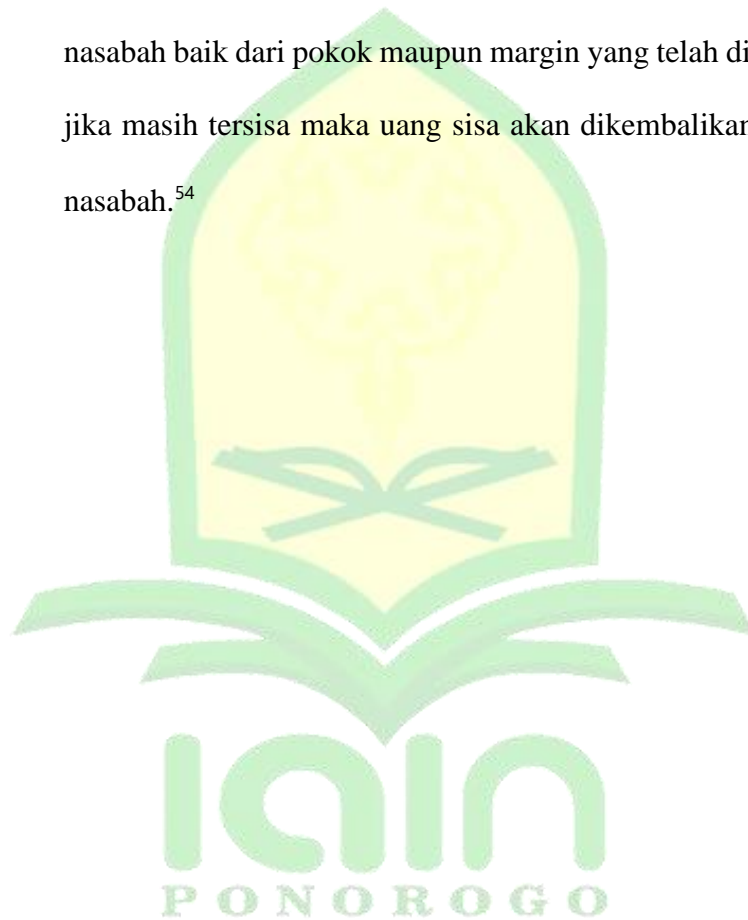 nasabah baik dari pokok maupun margin yang telah di
jika masih tersisa maka uang sisa akan dikembalikan
nasabah.⁵⁴
iain
PONOROGO